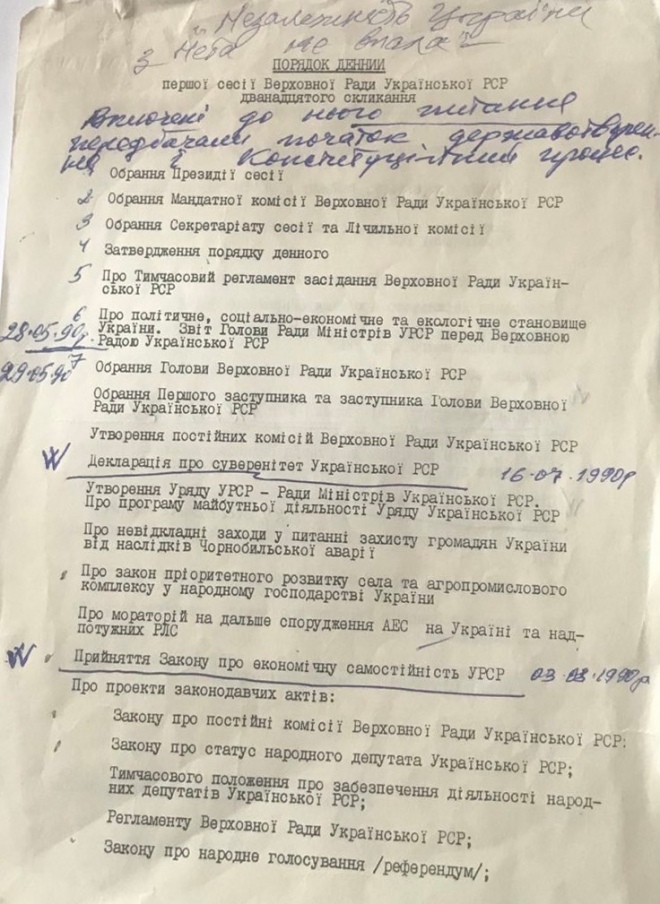 "Незалежність України
з неба не впала"
ПОРЯДОК ДЕННИЙ
першої сесії Верховної Ради Української РСР
дванадцятого скликання
Включені до нього питання
передбачали початок державотворен-
ня і Конституційний процес.
Обрання Президії сесії
2 Обрання Мандатної комісії Верховної Ради Української РСР
3 Обрання Секретаріату сесії та Лічильної комісії
4 Затвердження порядку денного
5 Про Тимчасовий регламент засідання Верховної Ради Україн-
ської РСР
6 Про політичне, соціально-економічне та екологічне становище
28.05.90р. України. Звіт Голови Ради Міністрів УРСР перед Верховною
Радою Української РСР
29.05.90 7 Обрання Голови Верховної Ради Української РСР
Обрання Першого заступника та заступника Голови Верховної
Ради Української РСР
Утворення постійних комісій Верховної Ради Української РСР
Декларація про суверенітет Української РСР 16.07.1990р
Утворення Уряду УРСР – Ради Міністрів Української РСР.
Про програму майбутньої діяльності Уряду Української РСР
Про невідкладні заходи у питанні захисту громадян України
від наслідків Чорнобильської аварії
Про закон пріоритетного розвитку села та агропромислового
комплексу у народному господарстві України
Про мораторій на дальше спорудження АЕС на Україні та над-
потужних РЛС
Прийняття Закону про економічну самостійність УРСР 03.08.1990р
Про проекти законодавчих актів:
Закону про постійні комісії Верховної Ради Української РСР:
Закону про статус народного депутата Української РСР;
Тимчасового положення про забезпечення діяльності народ-
них депутатів Української РСР;
Регламенту Верховної Ради Української РСР;
Закону про народне голосування /референдум/;